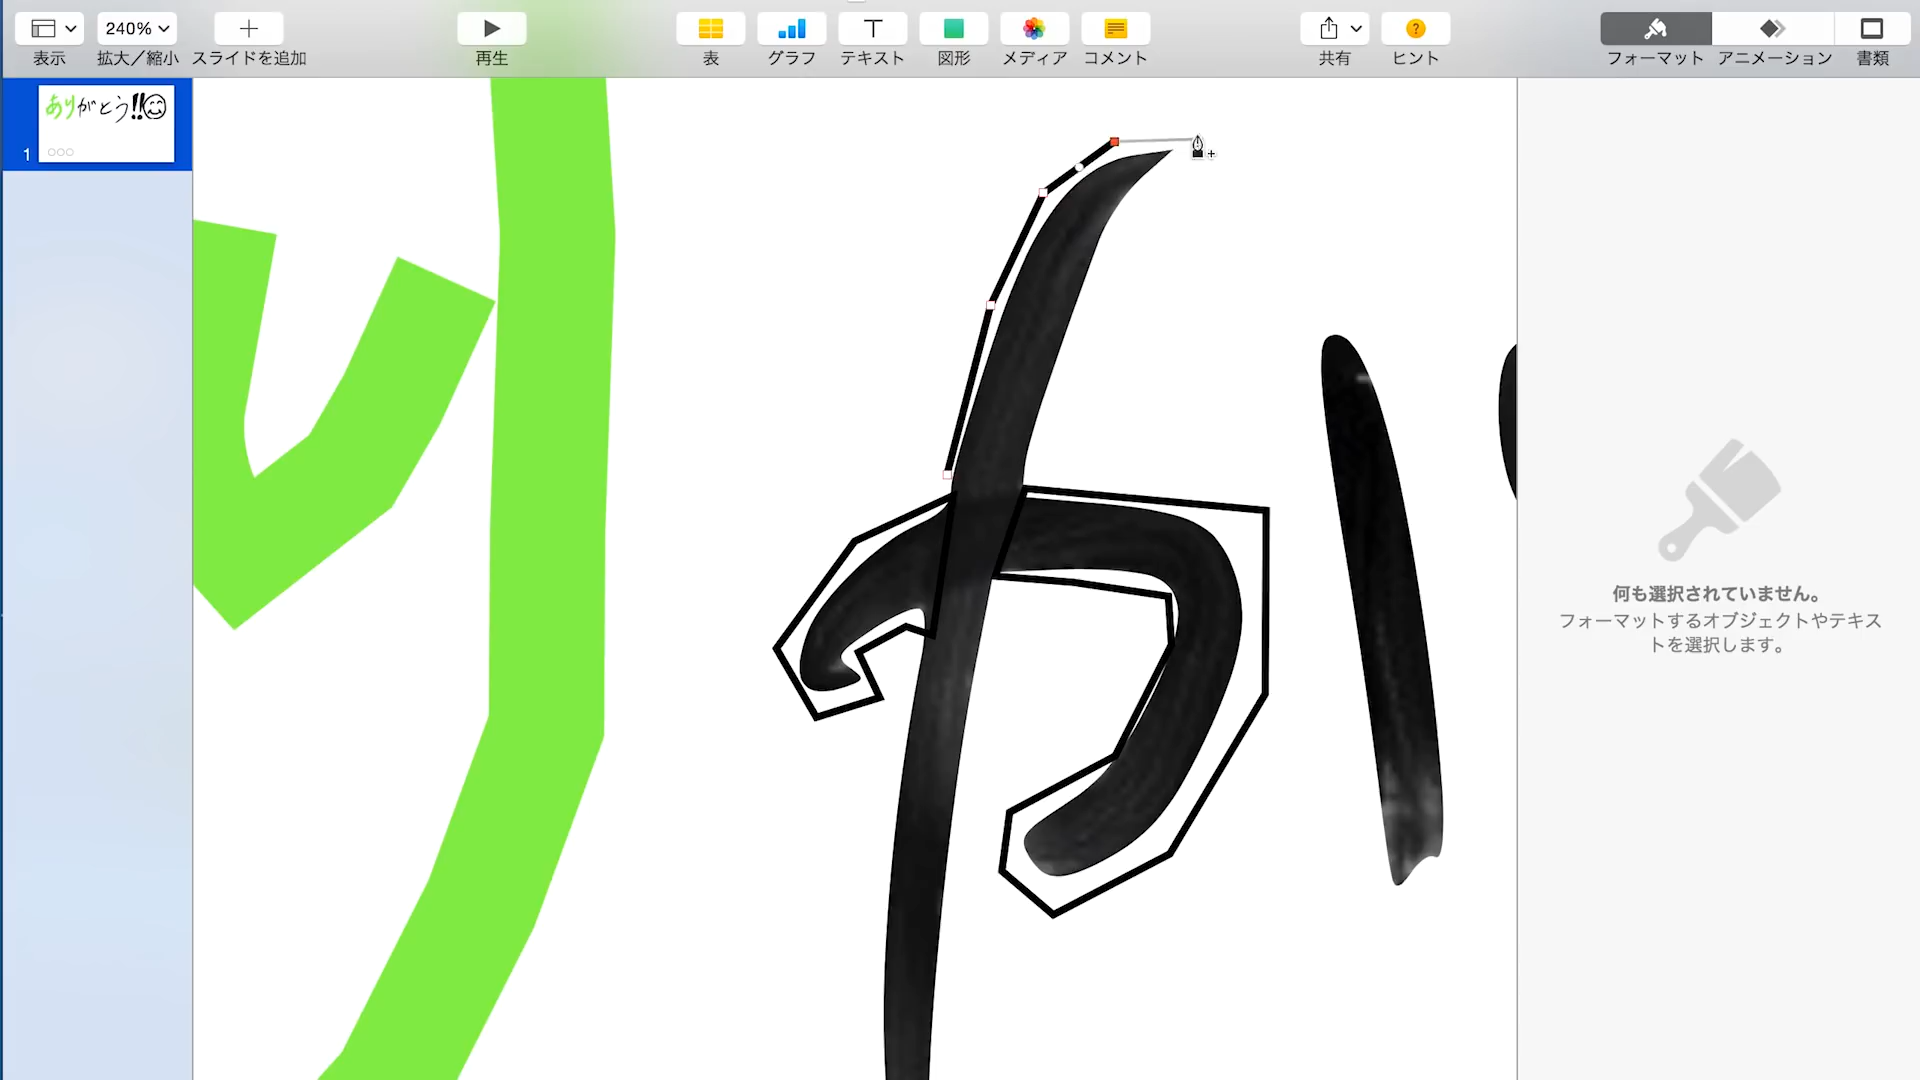 240%
表示 拡大／縮小 スライドを追加 再生 表 グラフ テキスト 図形 メディア コメント 共有 ヒント フォーマット アニメーション 書類
ありがとう!!
1
何も選択されていません。
フォーマットするオブジェクトやテキス
トを選択します。